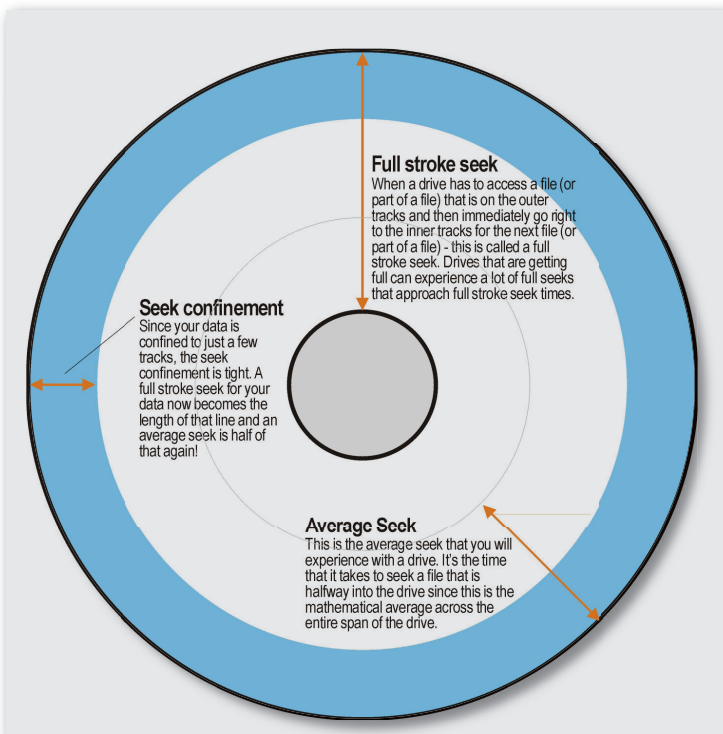 Full stroke seek
When a drive has to access a file (or
part of a file) that is on the outer
tracks and then immediately go right
to the inner tracks for the next file (or
part of a file) - this is called a full
stroke seek. Drives that are getting
full can experience a lot of full seeks
that approach full stroke seek times.
Seek confinement
Since your data is
confined to just a few
tracks, the seek
confinement is tight. A
full stroke seek for your
data now becomes the
length of that line and an
average seek is half of
that again!
Average Seek
This is the average seek that you will
experience with a drive. It's the time
that it takes to seek a file that is
halfway into the drive since this is the
mathematical average across the
entire span of the drive.